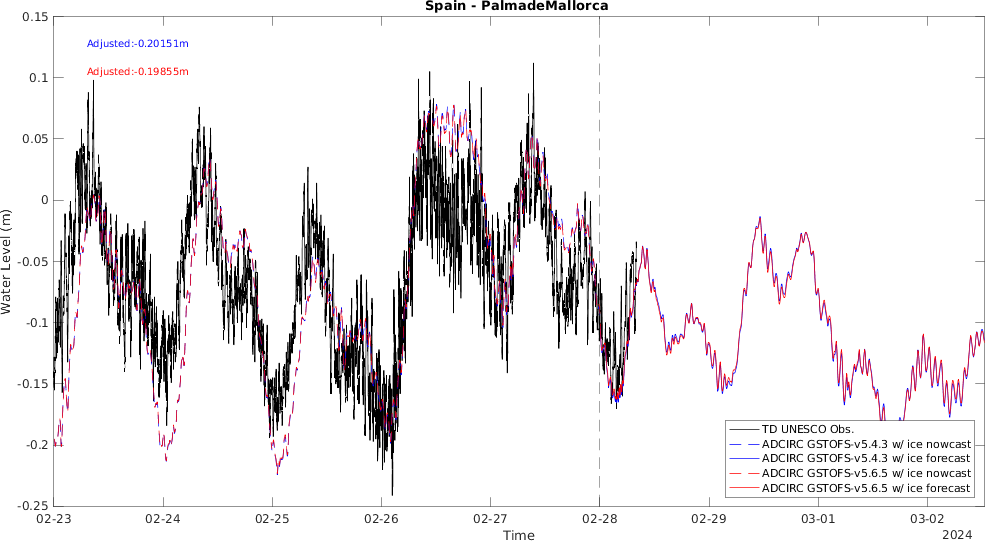 Spain - PalmadeMallorca
Adjusted:-0.20151m
Adjusted:-0.19855m
0.15
0.1
0.05
0
-0.05
-0.1
-0.15
-0.2
-0.25
Water Level (m)
TD UNESCO Obs.
ADCIRC GSTOFS-v5.4.3 w/ ice nowcast
ADCIRC GSTOFS-v5.4.3 w/ ice forecast
ADCIRC GSTOFS-v5.6.5 w/ ice nowcast
ADCIRC GSTOFS-v5.6.5 w/ ice forecast
02-23 02-24 02-25 02-26 02-27 02-28 02-29 03-01 03-02
Time
2024